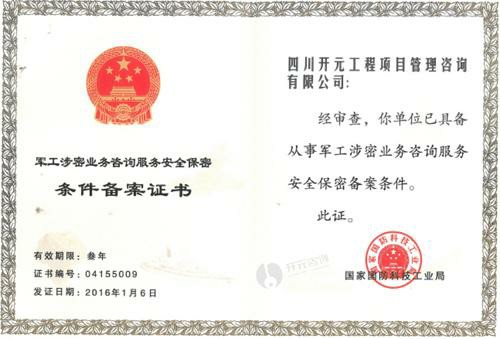 军工涉密业务咨询服务安全保密
条件备案证书
有效期限：叁年
证书编号：04155009
发证日期：2016年1月6日
四川开元工程项目管理咨询
有限公司：
经审查，你单位已具备
从事军工涉密业务咨询服务
安全保密备案条件。
此证。
国家国防科技工业局
国家国防科技工业局
开元咨询